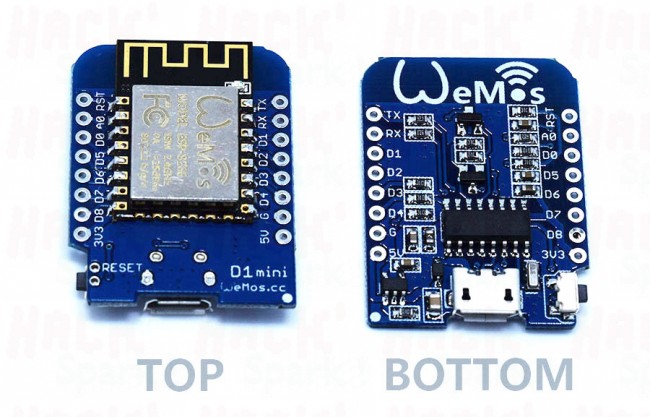 RST
A0
D0
D5
D6
D7
D8
3V3
TX
RX
D1
D2
D3
D4
G
5V
WeMos
FC
RESET
D1 mini
WeMos.cc
TOP
WeMos
TX
RX
D1
D2
D3
D4
G
5V
RST
A0
D0
D5
D6
D7
D8
3V3
BOTTOM